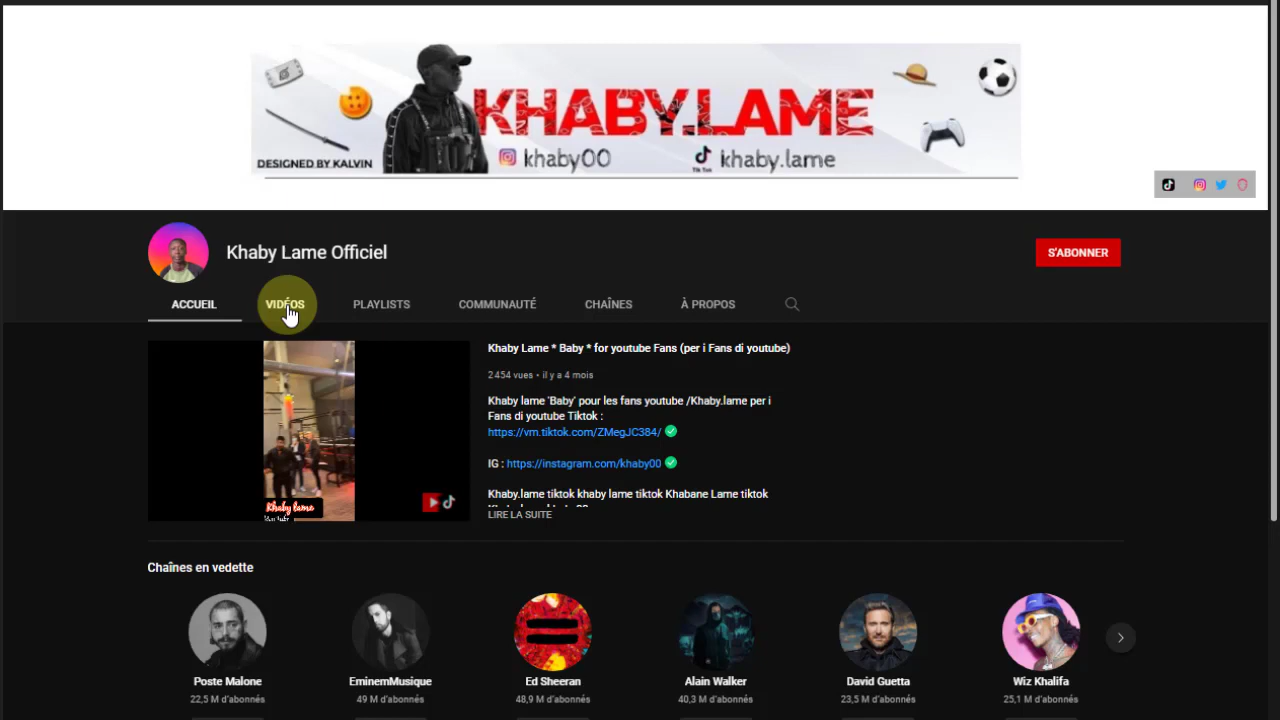 KHABY.LAME
DESIGNED BY KALVIN
khaby00
Tik Tok
khaby.lame
Khaby Lame Officiel
S'ABONNER
ACCUEIL
VIDÉOS
PLAYLISTS
COMMUNAUTÉ
CHAÎNES
À PROPOS
Khaby lame
Khaby Lame * Baby * for youtube Fans (per i Fans di youtube)
2 454 vues • il y a 4 mois
Khaby lame 'Baby' pour les fans youtube /Khaby.lame per i
Fans di youtube Tiktok :
https://vm.tiktok.com/ZMegJC384/
IG : https://instagram.com/khaby00
Khaby.lame tiktok khaby lame tiktok Khabane Lame tiktok
LIRE LA SUITE
Chaînes en vedette
Poste Malone
22,5 M d'abonnés
EminemMusique
49 M d'abonnés
Ed Sheeran
48,9 M d'abonnés
Alain Walker
40,3 M d'abonnés
David Guetta
23,5 M d'abonnés
Wiz Khalifa
25,1 M d'abonnés